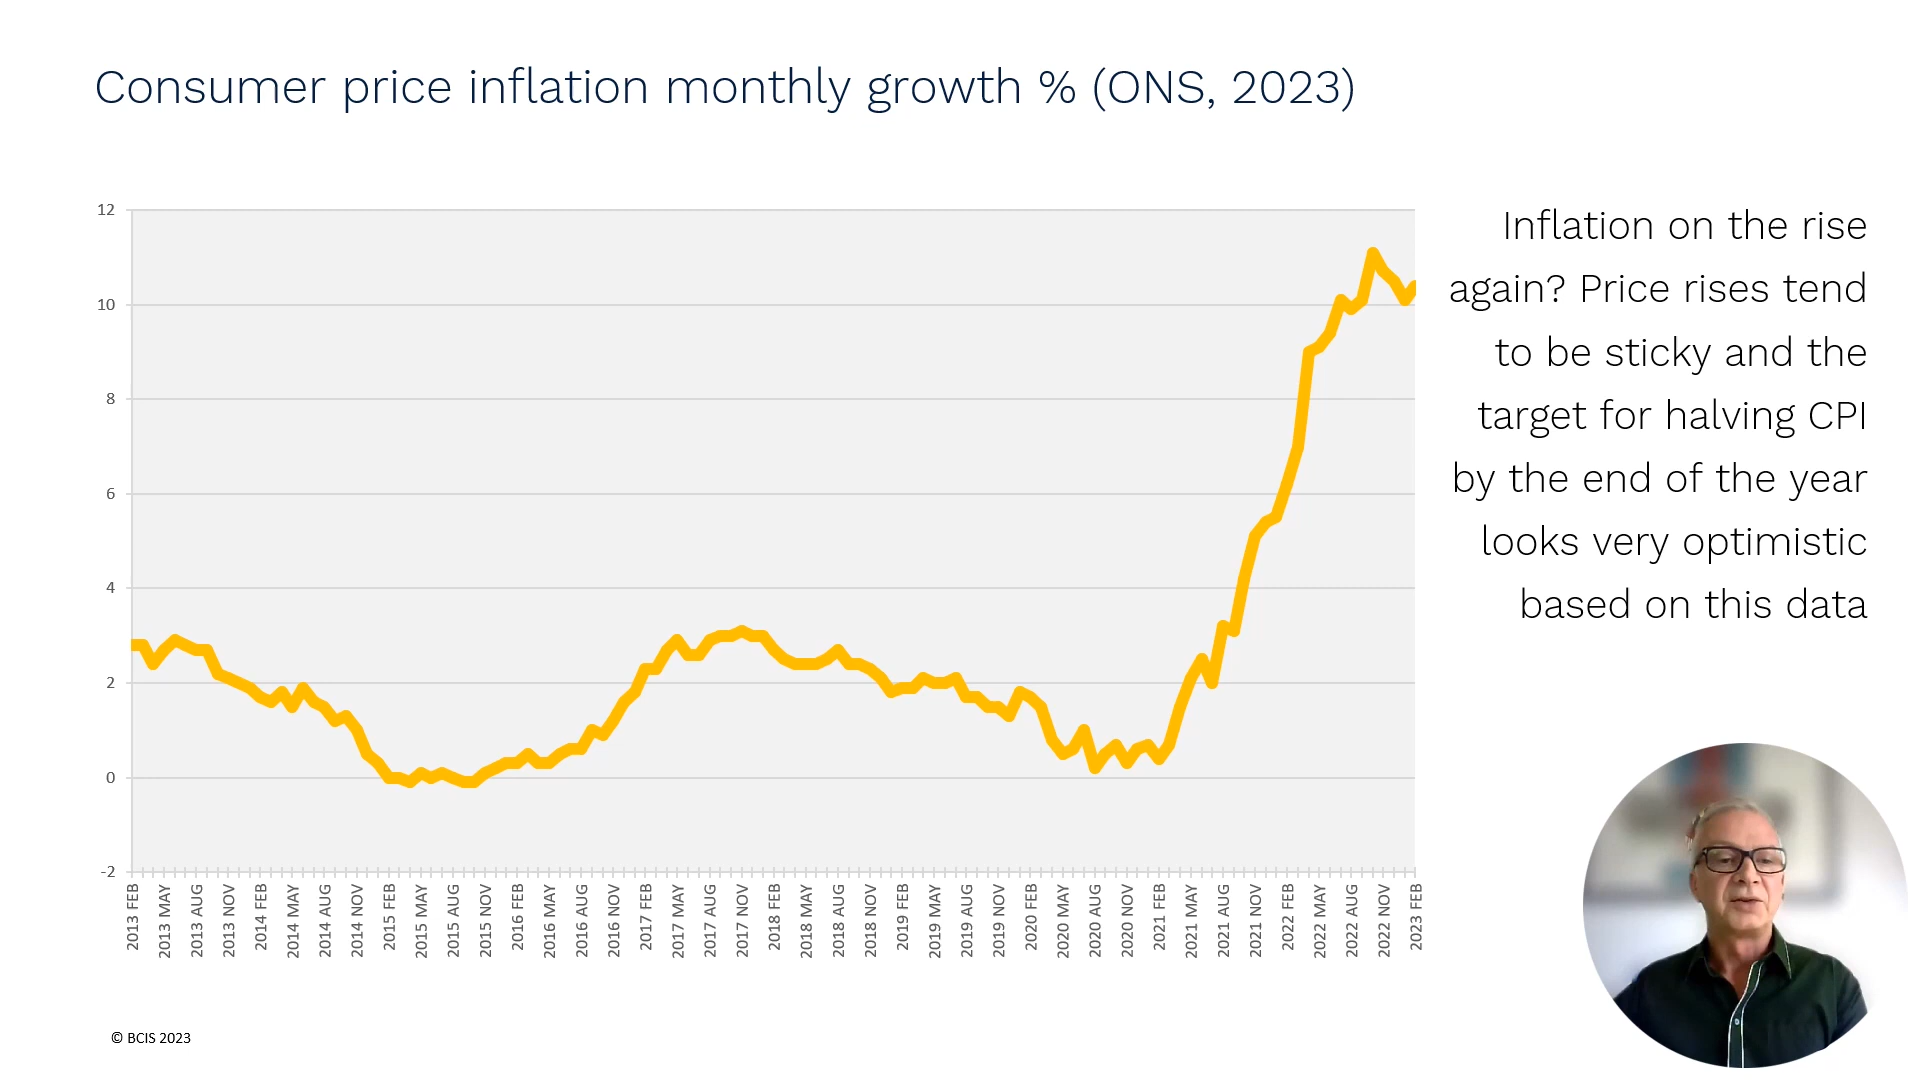 Consumer price inflation monthly growth % (ONS, 2023)
12
10
8
6
4
2
0
-2
2013 FEB
2013 MAY
2013 AUG
2013 NOV
2014 FEB
2014 MAY
2014 AUG
2014 NOV
2015 FEB
2015 MAY
2015 AUG
2015 NOV
2016 FEB
2016 MAY
2016 AUG
2016 NOV
2017 FEB
2017 MAY
2017 AUG
2017 NOV
2018 FEB
2018 MAY
2018 AUG
2018 NOV
2019 FEB
2019 MAY
2019 AUG
2019 NOV
2020 FEB
2020 MAY
2020 AUG
2020 NOV
2021 FEB
2021 MAY
2021 AUG
2021 NOV
2022 FEB
2022 MAY
2022 AUG
2022 NOV
2023 FEB
Inflation on the rise
again? Price rises tend
to be sticky and the
target for halving CPI
by the end of the year
looks very optimistic
based on this data
© BCIS 2023